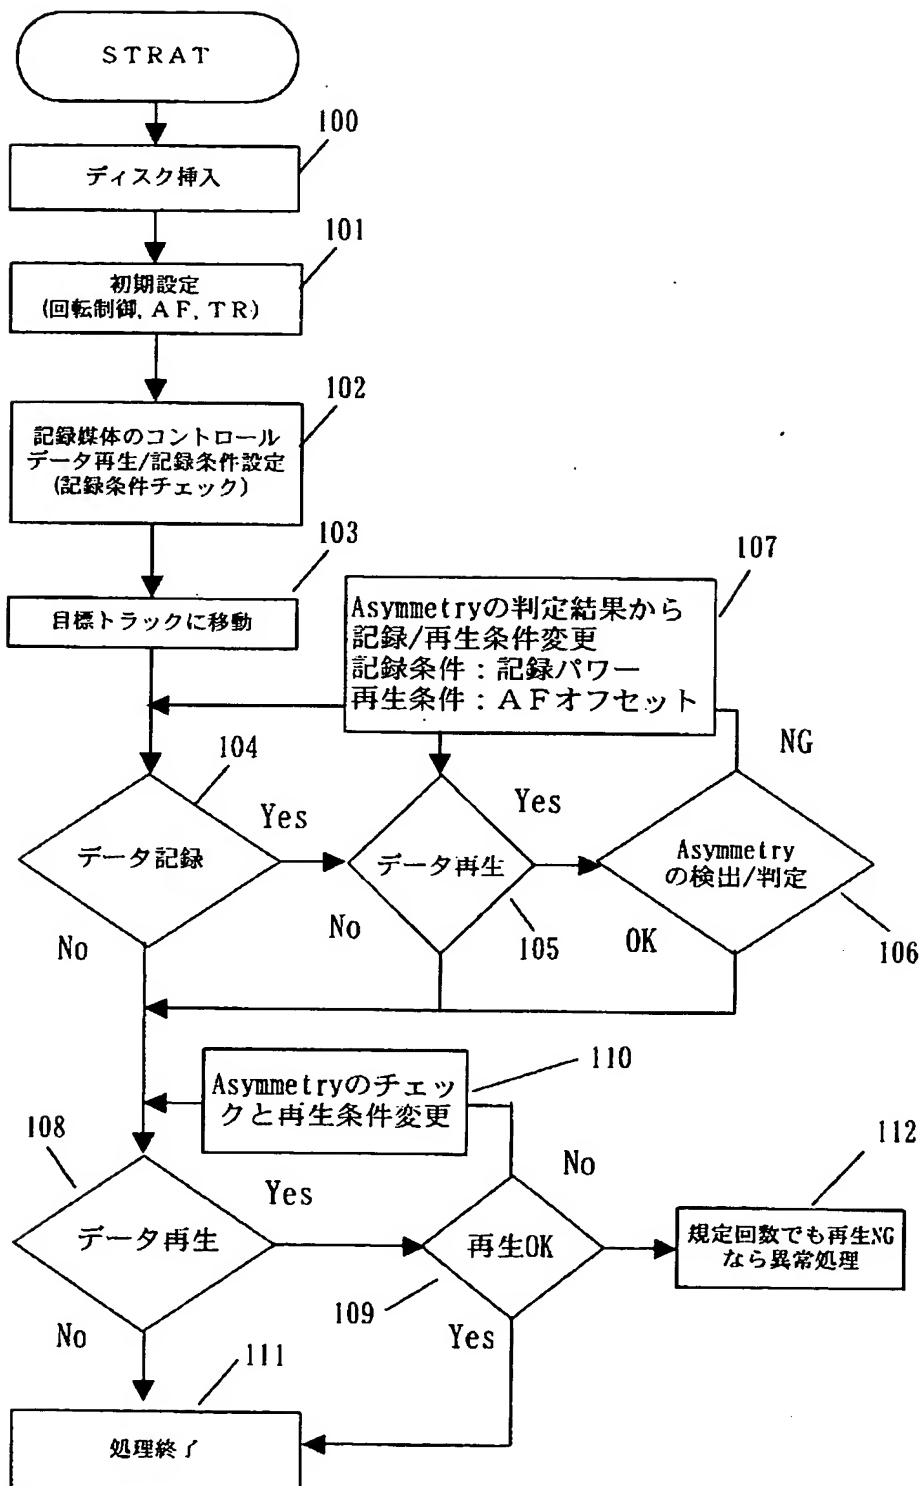 STRAT
100
ディスク挿入
101
初期設定
(回転制御, AF, TR)
102
記録媒体のコントロール
データ再生/記録条件設定
(記録条件チェック)
103
目標トラックに移動
107
Asymmetryの判定結果から
記録/再生条件変更
記録条件：記録パワー
再生条件：AFオフセット
104
データ記録
Yes
No
データ再生
Yes
No
105
NG
Asymmetry
の検出/判定
OK
106
110
Asymmetryのチェッ
クと再生条件変更
108
データ再生
Yes
No
再生OK
No
109
Yes
112
規定回数でも再生NG
なら異常処理
111
処理終了